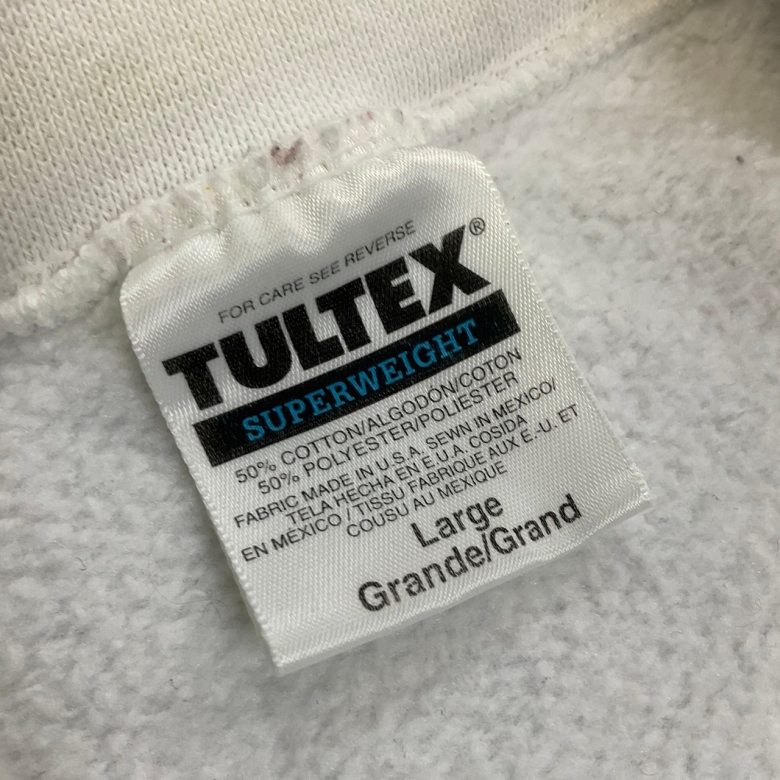 FOR CARE SEE REVERSE
TULTEX®
SUPERWEIGHT
50% COTTON/ALGODON/COTON
50% POLYESTER/POLIESTER
FABRIC MADE IN U.S.A. SEWN IN MEXICO/
TELA HECHA EN E.U.A. COSIDA
EN MEXICO / TISSU FABRIQUE AUX E.-U. ET
COUSU AU MEXIQUE
Large
Grande/Grand